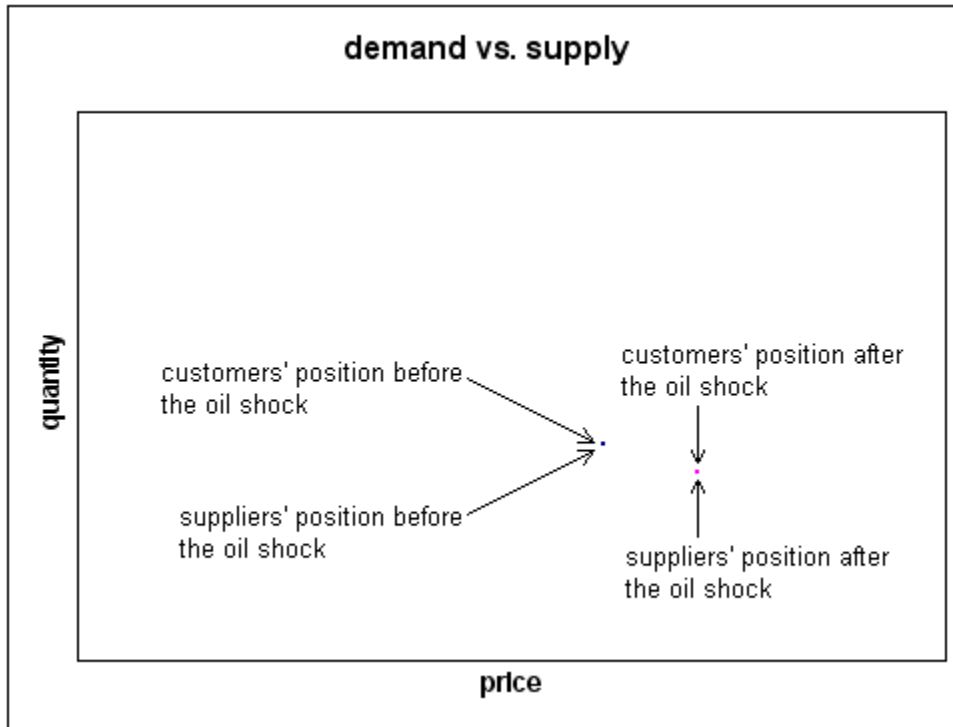 demand vs. supply
quantity
customers' position before
the oil shock
customers' position after
the oil shock
suppliers' position before
the oil shock
suppliers' position after
the oil shock
price